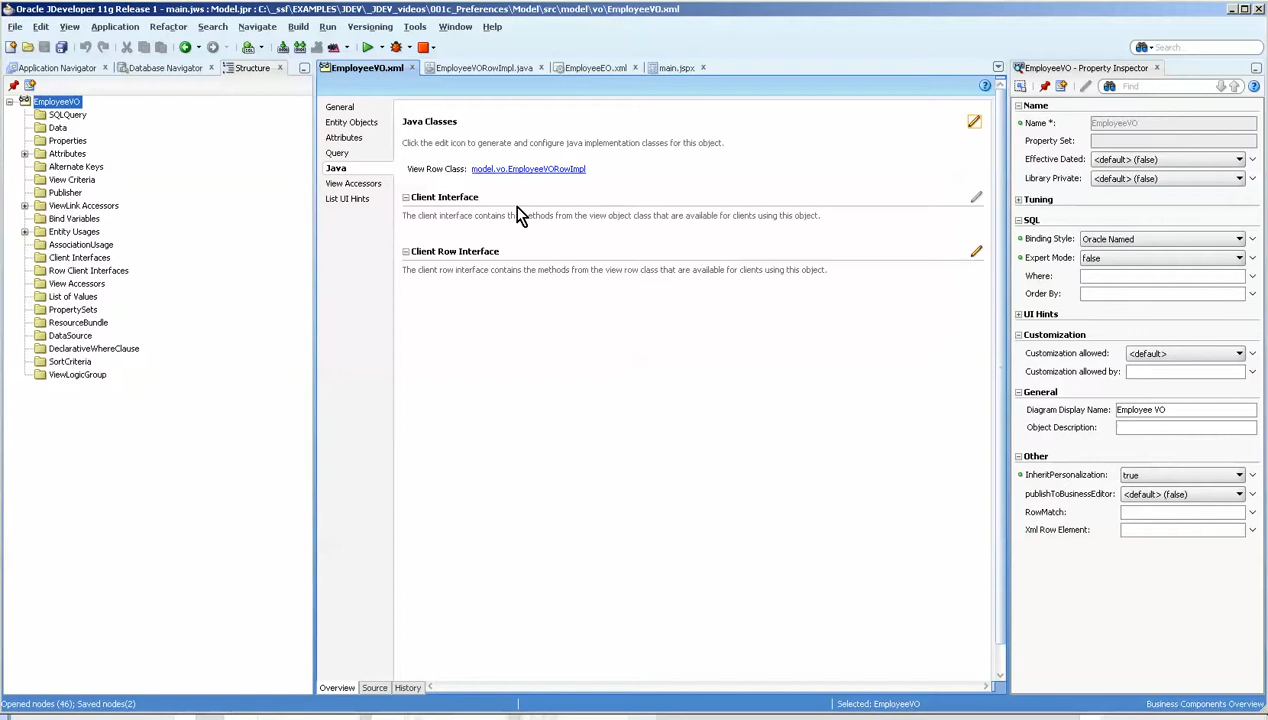 Oracle JDeveloper 11g Release 1 - main.jws : Model.jpr : C:\_ssf\EXAMPLES\JDEV\_JDEV_videos\001c_Preferences\Model\src\model\vo\EmployeeVO.xml
File Edit View Application Refactor Search Navigate Build Run Versioning Tools Window Help
Search
Application Navigator Database Navigator Structure
EmployeeVO.xml EmployeeVORowImpl.java EmployeeEO.xml main.jspx
EmployeeVO - Property Inspector
Find
EmployeeVO
SQLQuery
Data
Properties
Attributes
Alternate Keys
View Criteria
Publisher
ViewLink Accessors
Bind Variables
Entity Usages
AssociationUsage
Client Interfaces
Row Client Interfaces
View Accessors
List of Values
PropertySets
ResourceBundle
DataSource
DeclarativeWhereClause
SortCriteria
ViewLogicGroup
General
Entity Objects
Attributes
Query
Java
View Accessors
List UI Hints
Java Classes
Click the edit icon to generate and configure java implementation classes for this object.
View Row Class: model.vo.EmployeeVORowImpl
Client Interface
The client interface contains the methods from the view object class that are available for clients using this object.
Client Row Interface
The client row interface contains the methods from the view row class that are available for clients using this object.
Name
Name *: EmployeeVO
Property Set:
Effective Dated: <default> (false)
Library Private: <default> (false)
Tuning
SQL
Binding Style: Oracle Named
Expert Mode: false
Where:
Order By:
UI Hints
Customization
Customization allowed: <default>
Customization allowed by:
General
Diagram Display Name: Employee VO
Object Description:
Other
InheritPersonalization: true
publishToBusinessEditor: <default> (false)
RowMatch:
Xml Row Element:
Overview Source History
Opened nodes (46); Saved nodes(2)
Selected: EmployeeVO
Business Components Overview